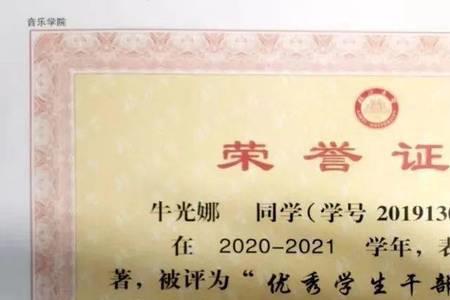 音乐学院
荣誉证
牛光娜 同学(学号 2019130
在 2020-2021 学年,表
著,被评为“优秀学生干部